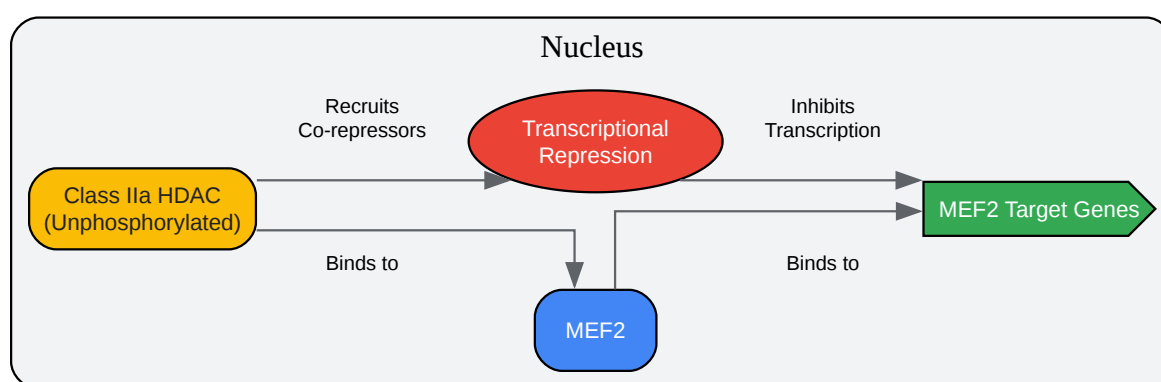 Nucleus
Recruits
Co-repressors
Inhibits
Transcription
Transcriptional
Repression
Class IIa HDAC
(Unphosphorylated)
MEF2 Target Genes
Binds to
Binds to
MEF2